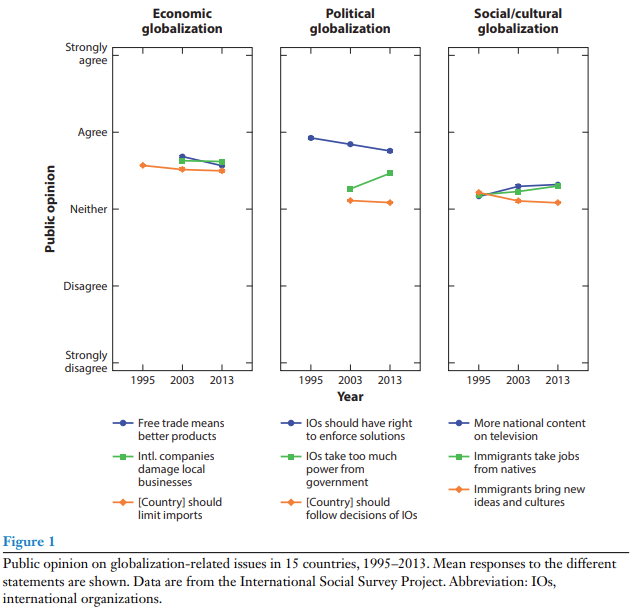 Economic
globalization
Political
globalization
Social/cultural
globalization
Strongly
agree
Agree
Neither
Disagree
Strongly
disagree
Public opinion
1995 2003 2013
1995 2003 2013
1995 2003 2013
Year
Free trade means
better products
Intl. companies
damage local
businesses
[Country] should
limit imports
IOs should have right
to enforce solutions
IOs take too much
power from
government
[Country] should
follow decisions of IOs
More national content
on television
Immigrants take jobs
from natives
Immigrants bring new
ideas and cultures
Figure 1
Public opinion on globalization-related issues in 15 countries, 1995–2013. Mean responses to the different
statements are shown. Data are from the International Social Survey Project. Abbreviation: IOs,
international organizations.